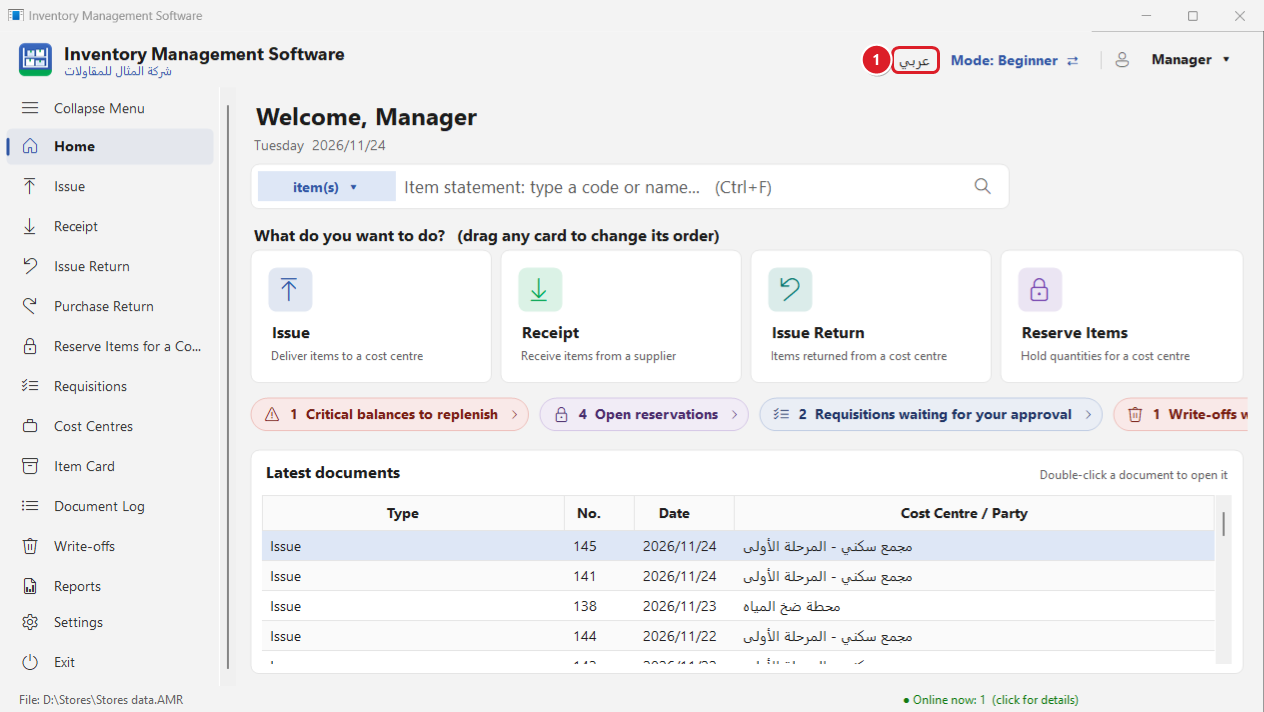 Inventory Management Software
Inventory Management Software
شركة المثال للمقاولات
1 عربي Mode: Beginner Manager
Collapse Menu
Home
Issue
Receipt
Issue Return
Purchase Return
Reserve Items for a Co...
Requisitions
Cost Centres
Item Card
Document Log
Write-offs
Reports
Settings
Exit
Welcome, Manager
Tuesday 2026/11/24
item(s) Item statement: type a code or name... (Ctrl+F)
What do you want to do? (drag any card to change its order)
Issue
Deliver items to a cost centre
Receipt
Receive items from a supplier
Issue Return
Items returned from a cost centre
Reserve Items
Hold quantities for a cost centre
1 Critical balances to replenish
4 Open reservations
2 Requisitions waiting for your approval
1 Write-offs
Latest documents
Double-click a document to open it
Type No. Date Cost Centre / Party
Issue 145 2026/11/24 مجمع سكني - المرحلة الأولى
Issue 141 2026/11/24 مجمع سكني - المرحلة الأولى
Issue 138 2026/11/23 محطة ضخ المياه
Issue 144 2026/11/22 مجمع سكني - المرحلة الأولى
File: D:\Stores\Stores data.AMR
● Online now: 1 (click for details)